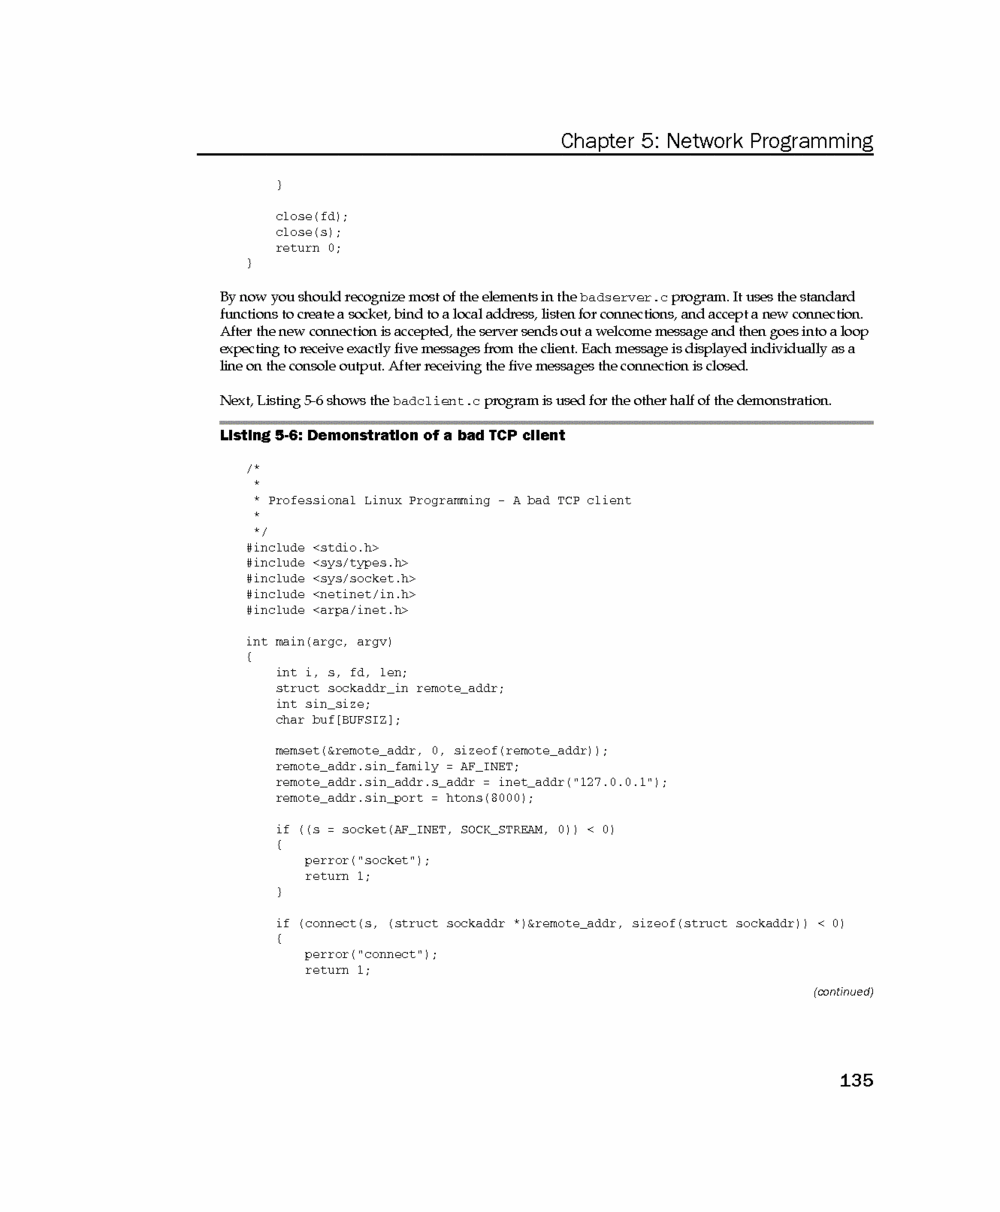 Chapter 5: Network Programming
}
close(fd);
close(s);
return 0;
}
By now you should recognize most of the elements in the badserver.c program. It uses the standard
functions to create a socket, bind to a local address, listen for connections, and accept a new connection.
After the new connection is accepted, the server sends out a welcome message and then goes into a loop
expecting to receive exactly five messages from the client. Each message is displayed individually as a
line on the console output. After receiving the five messages the connection is closed.
Next, Listing 5-6 shows the badclient.c program is used for the other half of the demonstration.
Listing 5-6: Demonstration of a bad TCP client
/*
*
* Professional Linux Programming - A bad TCP client
*
*/
#include <stdio.h>
#include <sys/types.h>
#include <sys/socket.h>
#include <netinet/in.h>
#include <arpa/inet.h>
int main(argc, argv)
{
int i, s, fd, len;
struct sockaddr_in remote_addr;
int sin_size;
char buf[BUFSIZ];
memset(&remote_addr, 0, sizeof(remote_addr));
remote_addr.sin_family = AF_INET;
remote_addr.sin_addr.s_addr = inet_addr("127.0.0.1");
remote_addr.sin_port = htons(8000);
if ((s = socket(AF_INET, SOCK_STREAM, 0)) < 0)
{
perror("socket");
return 1;
}
if (connect(s, (struct sockaddr *)&remote_addr, sizeof(struct sockaddr)) < 0)
{
perror("connect");
return 1;
(continued)
135